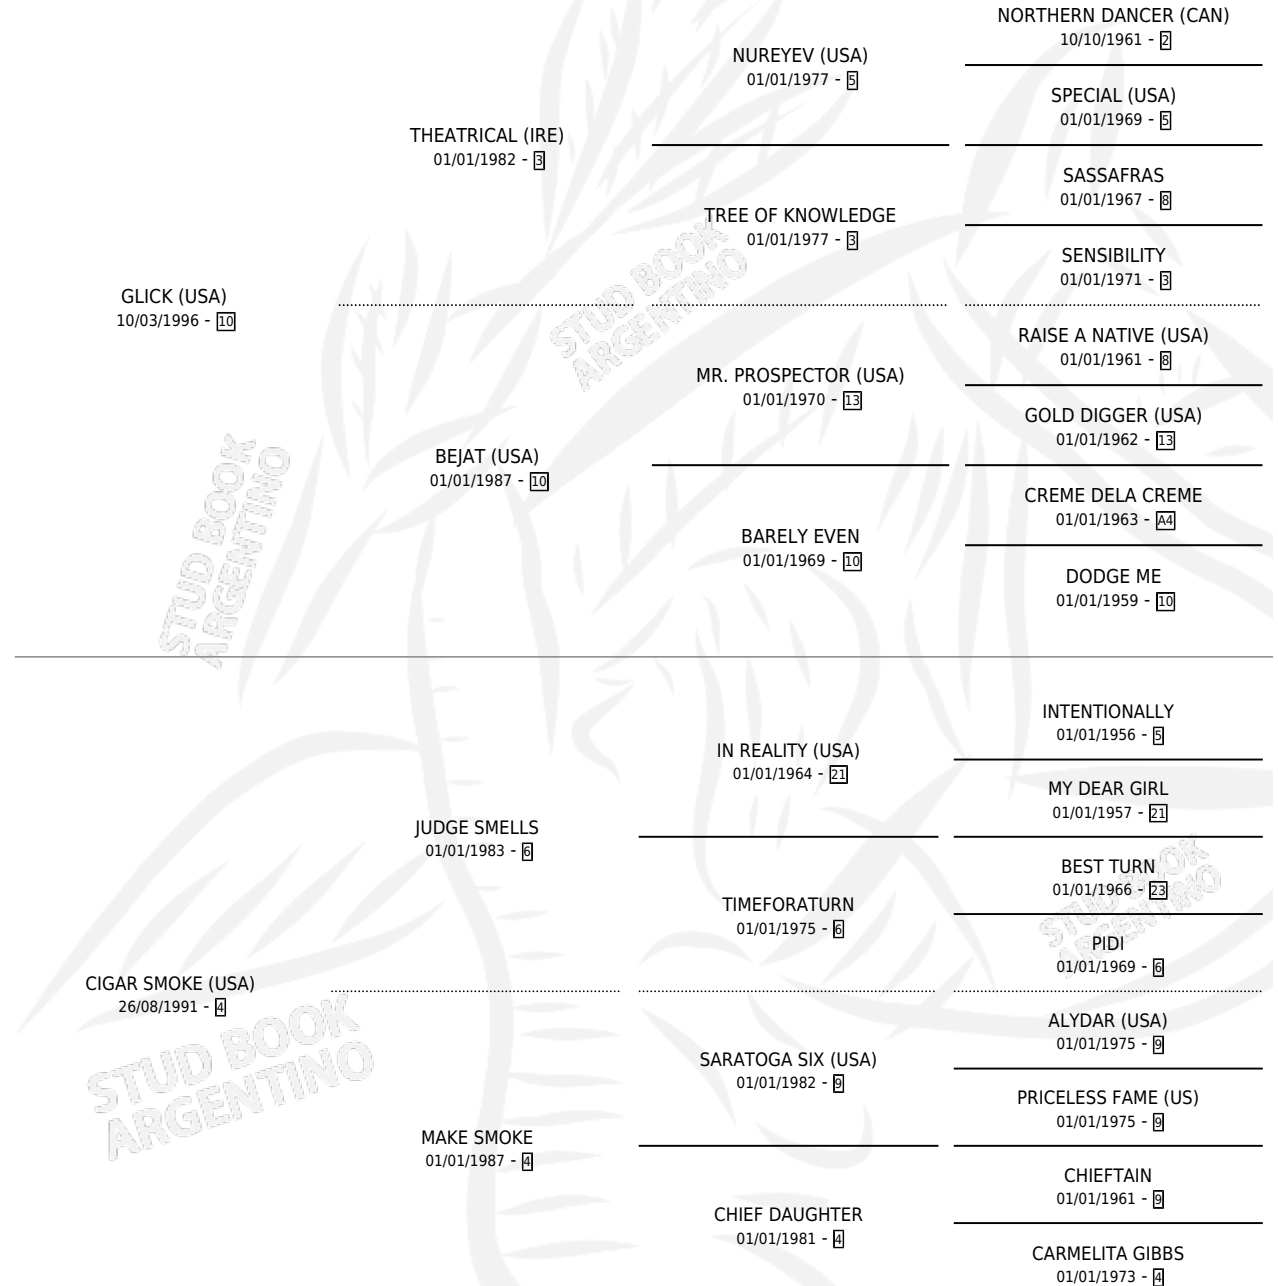 NORTHERN DANCER (CAN)
10/10/1961 - 2
NUREYEV (USA)
01/01/1977 - 5
SPECIAL (USA)
01/01/1969 - 5
THEATRICAL (IRE)
01/01/1982 - 3
SASSAFRAS
01/01/1967 - 8
TREE OF KNOWLEDGE
01/01/1977 - 3
SENSIBILITY
01/01/1971 - 3
GLICK (USA)
10/03/1996 - 10
RAISE A NATIVE (USA)
01/01/1961 - 8
MR. PROSPECTOR (USA)
01/01/1970 - 13
GOLD DIGGER (USA)
01/01/1962 - 13
BEJAT (USA)
01/01/1987 - 10
CREME DELA CREME
01/01/1963 - A4
BARELY EVEN
01/01/1969 - 10
DODGE ME
01/01/1959 - 10
INTENTIONALLY
01/01/1956 - 5
IN REALITY (USA)
01/01/1964 - 21
MY DEAR GIRL
01/01/1957 - 21
JUDGE SMELLS
01/01/1983 - 6
BEST TURN
01/01/1966 - 23
TIMEFORATURN
01/01/1975 - 6
PIDI
01/01/1969 - 6
CIGAR SMOKE (USA)
26/08/1991 - 4
ALYDAR (USA)
01/01/1975 - 9
SARATOGA SIX (USA)
01/01/1982 - 9
PRICELESS FAME (US)
01/01/1975 - 9
MAKE SMOKE
01/01/1987 - 4
CHIEFTAIN
01/01/1961 - 9
CHIEF DAUGHTER
01/01/1981 - 4
CARMELITA GIBBS
01/01/1973 - 4
STUD BOOK
ARGENTINO
STUD BOOK
ARGENTINO
STUD BOOK
ARGENTINO
STUD BOOK
ARGENTINO